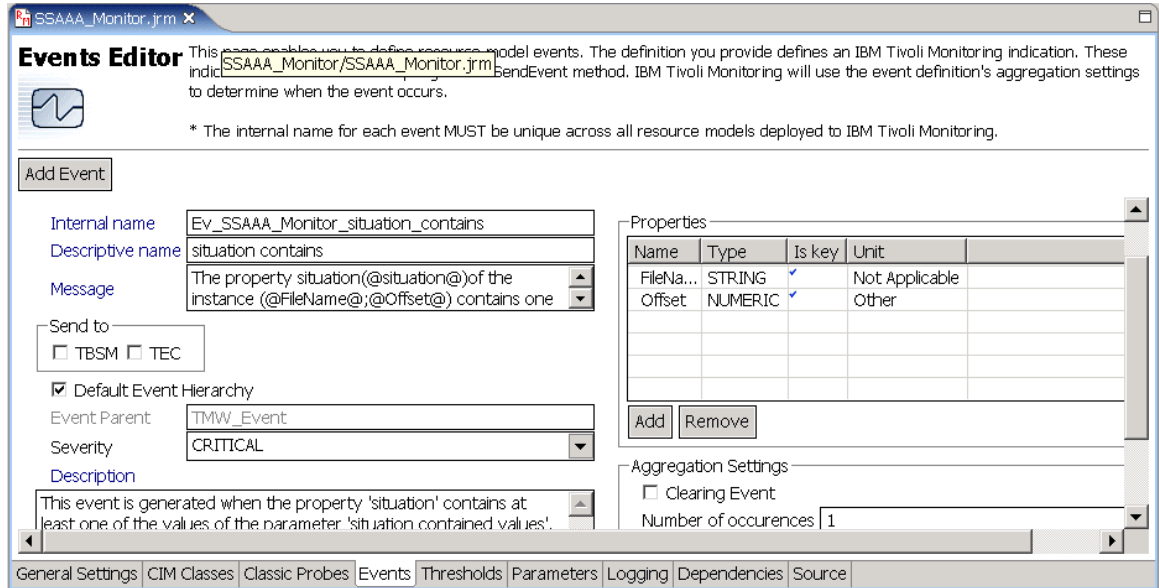 SSAAA_Monitor.jrm
Events Editor
This page enables you to define resource model events. The definition you provide defines an IBM Tivoli Monitoring indication. These
indic SendEvent method. IBM Tivoli Monitoring will use the event definition's aggregation settings
SSAAA_Monitor/SSAAA_Monitor.jrm
to determine when the event occurs.
* The internal name for each event MUST be unique across all resource models deployed to IBM Tivoli Monitoring.
Add Event
Internal name Ev_SSAAA_Monitor_situation_contains
Descriptive name situation contains
Message The property situation(@situation@)of the
instance (@FileName@;@Offset@) contains one
Send to
TBSM TEC
Default Event Hierarchy
Event Parent TMW_Event
Severity CRITICAL
Description
This event is generated when the property 'situation' contains at
least one of the values of the parameter 'situation contained values'.
Properties
Name Type Is key Unit
FileNa... STRING Not Applicable
Offset NUMERIC Other
Add Remove
Aggregation Settings
Clearing Event
Number of occurences 1
General Settings CIM Classes Classic Probes Events Thresholds Parameters Logging Dependencies Source